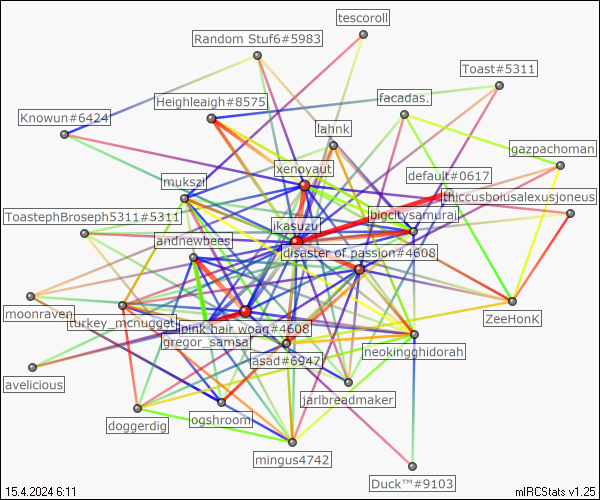 tescoroll
Random Stuf6#5983
Toast#5311
Heighleaigh#8575
facadas.
Knowun#6424
lahnk
gazpachoman
xenoyaut
default#0617
mukszi
thiccusboiusalexusjoneus
ToastephBroseph5311#5311
bigcitysamurai
ikasuzu
andnewbees
disaster of passion#4608
moonraven
turkey_mcnugget
pink hair woag#4608
ZeeHonK
gregor_samsa
asad#6947
neokingghidorah
avelicious
jarlbreadmaker
doggerdig
ogshroom
mingus4742
Duck™#9103
15.4.2024 6:11
mIRCStats v1.25